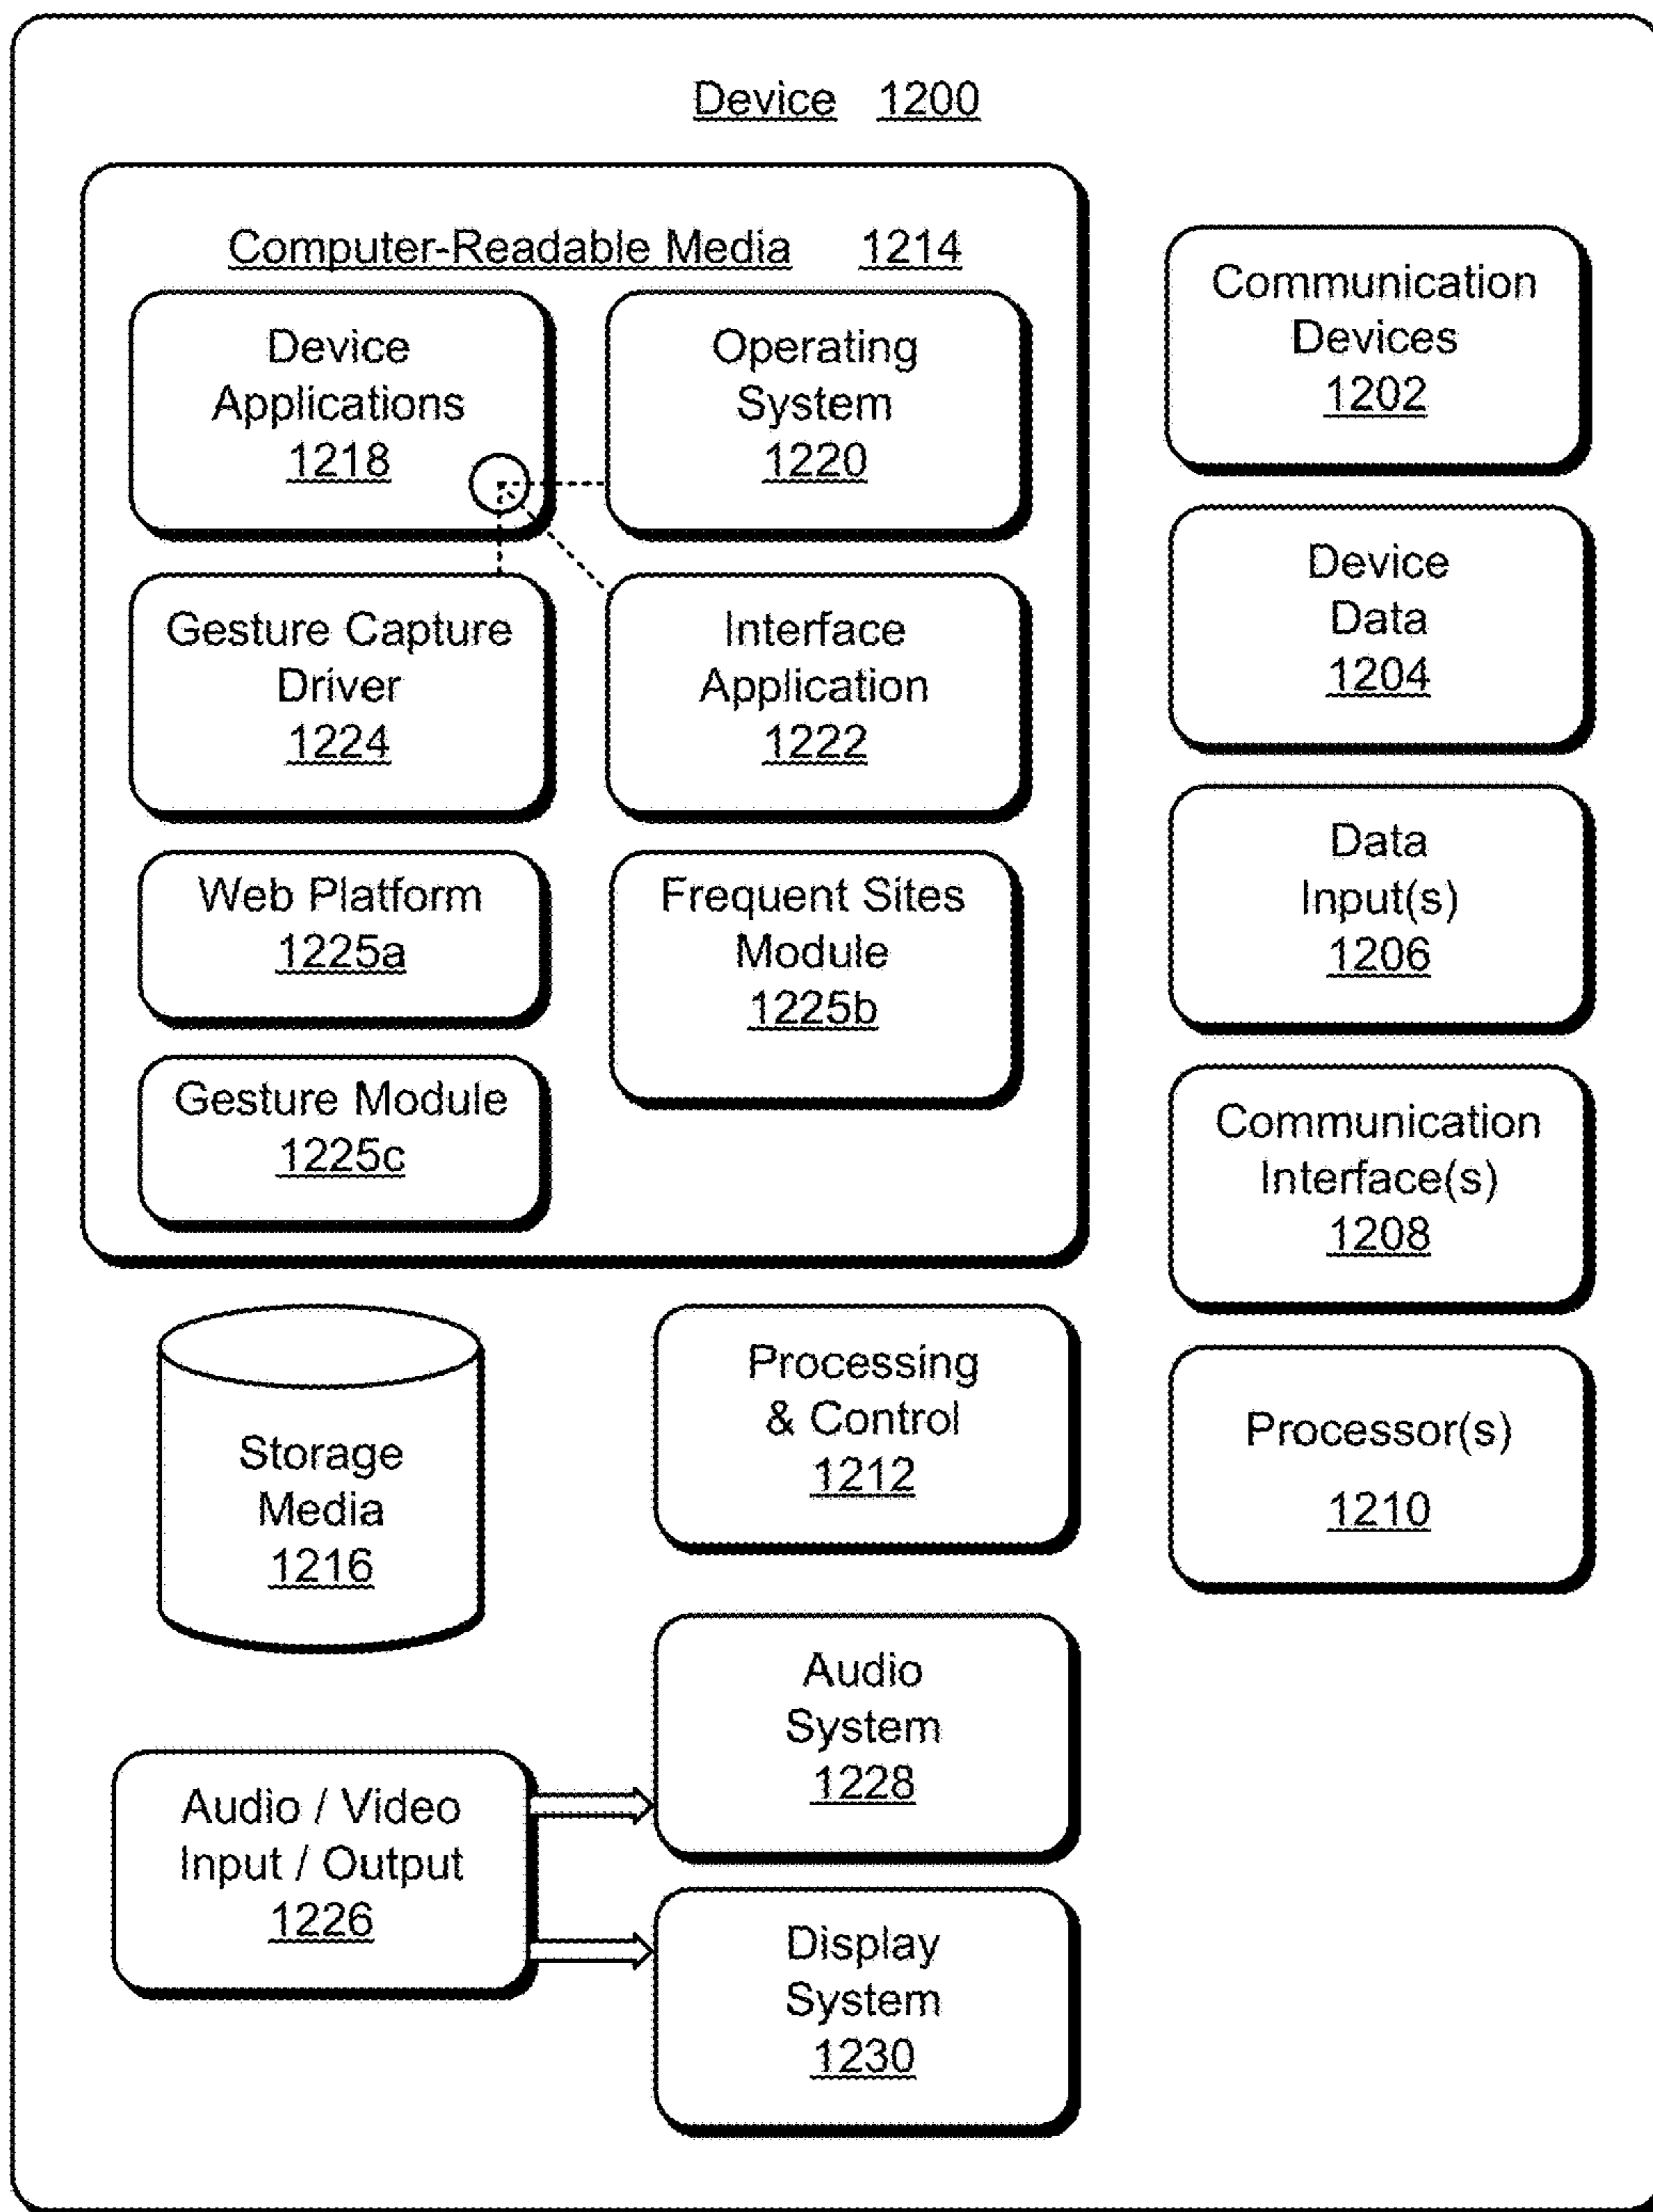 Device 1200
Computer-Readable Media 1214
Device
Applications
1218
Operating
System
1220
Gesture Capture
Driver
1224
Interface
Application
1222
Web Platform
1225a
Frequent Sites
Module
1225b
Gesture Module
1225c
Communication
Devices
1202
Device
Data
1204
Data
Input(s)
1206
Communication
Interface(s)
1208
Processor(s)
1210
Storage
Media
1216
Processing
& Control
1212
Audio / Video
Input / Output
1226
Audio
System
1228
Display
System
1230